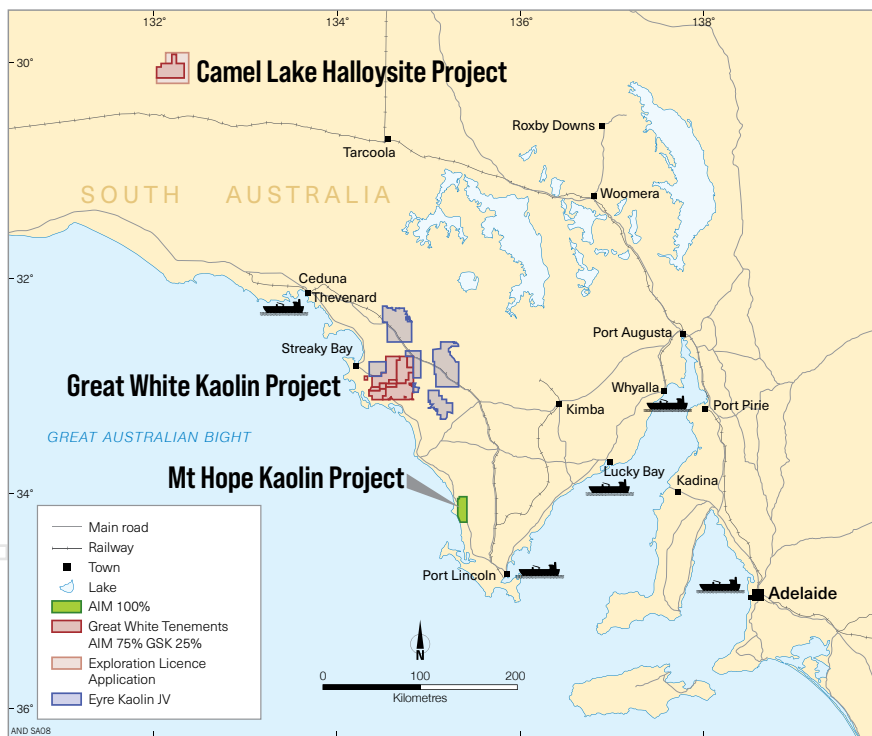 132°
134°
136°
138°
30°
Camel Lake Halloysite Project
Roxby Downs
Tarcoola
SOUTH AUSTRALIA
Woomera
32°
Ceduna
Thevenard
Port Augusta
Streaky Bay
Great White Kaolin Project
Whyalla
Kimba
Port Pirie
GREAT AUSTRALIAN BIGHT
Mt Hope Kaolin Project
Lucky Bay
Kadina
34°
Main road
Railway
Town
Lake
AIM 100%
Great White Tenements
AIM 75% GSK 25%
Exploration Licence
Application
Eyre Kaolin JV
Port Lincoln
Adelaide
N
0 100 200
Kilometres
36°
AND SA08